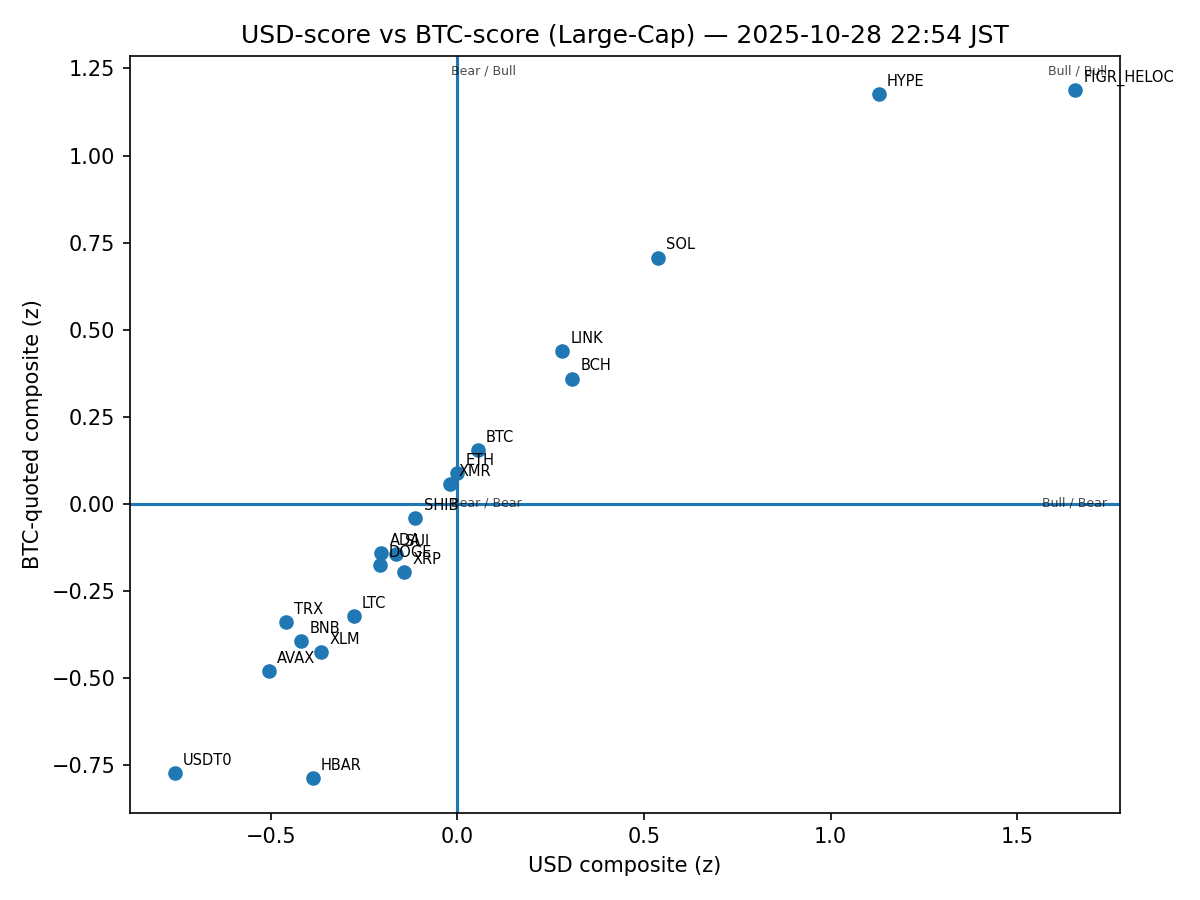 USD-score vs BTC-score (Large-Cap) — 2025-10-28 22:54 JST
1.25
1.00
0.75
0.50
0.25
0.00
−0.25
−0.50
−0.75
BTC-quoted composite (z)
Bear / Bull
Bull / Bull
FIGR_HELOC
HYPE
SOL
LINK
BCH
BTC
ETH
XMR
SHIB
Bear / Bear
Bull / Bear
ADA
SUI
DOGE
XRP
LTC
TRX
BNB
XLM
AVAX
USDT0
HBAR
−0.5
0.0
0.5
1.0
1.5
USD composite (z)